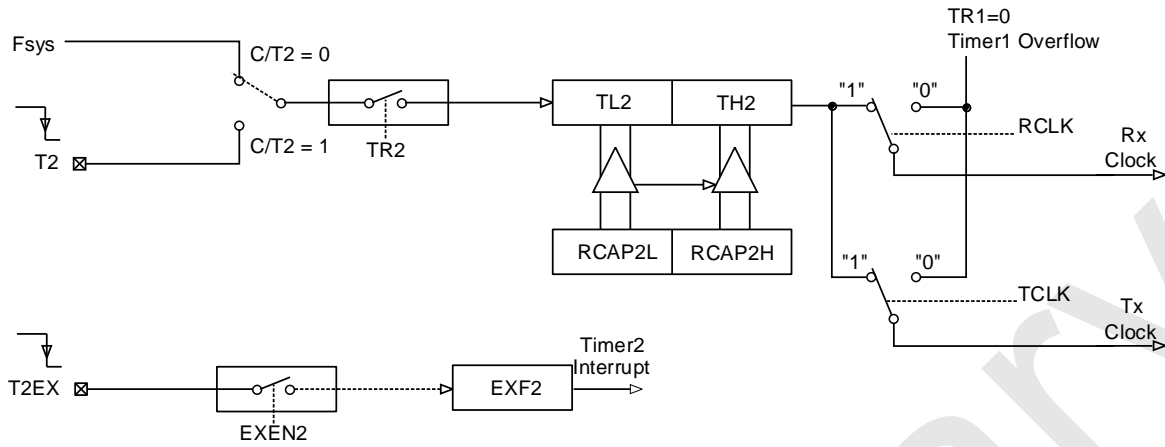 TR1=0
Timer1 Overflow
Fsys
C/T2 = 0
T2
C/T2 = 1
TR2
TL2
TH2
"1"
"0"
RCLK
Rx
Clock
RCAP2L
RCAP2H
"1"
"0"
TCLK
Tx
Clock
T2EX
EXEN2
EXF2
Timer2
Interrupt